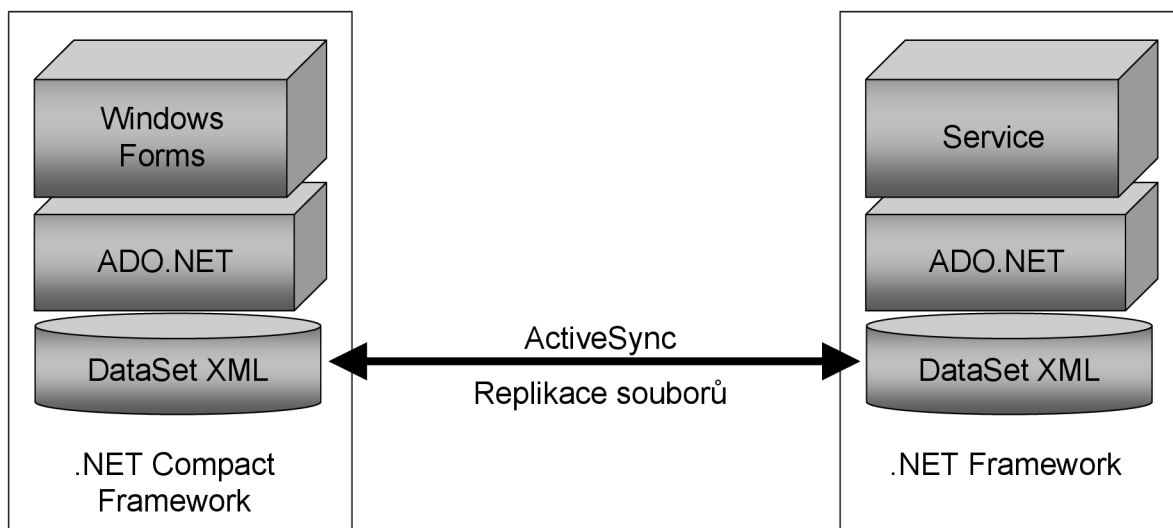 Windows
Forms
ADO.NET
DataSet XML
.NET Compact
Framework
ActiveSync
Replikace souborů
Service
ADO.NET
DataSet XML
.NET Framework